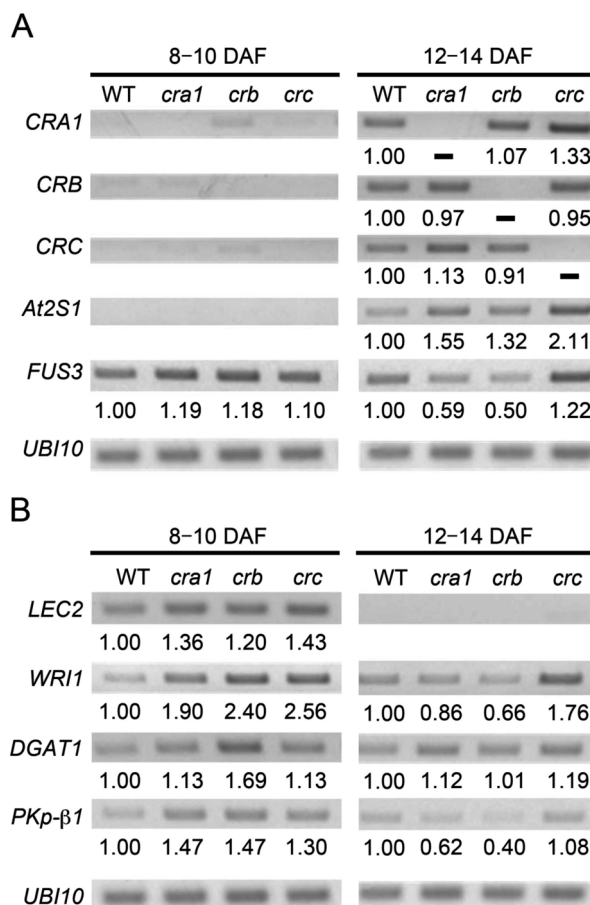 A
8–10 DAF 12–14 DAF
WT cra1 crb crc WT cra1 crb crc
CRA1
1.00 – 1.07 1.33
CRB
1.00 0.97 – 0.95
CRC
1.00 1.13 0.91 –
At2S1
1.00 1.55 1.32 2.11
FUS3
1.00 1.19 1.18 1.10 1.00 0.59 0.50 1.22
UBI10
B
8–10 DAF 12–14 DAF
WT cra1 crb crc WT cra1 crb crc
LEC2
1.00 1.36 1.20 1.43
WRI1
1.00 1.90 2.40 2.56 1.00 0.86 0.66 1.76
DGAT1
1.00 1.13 1.69 1.13 1.00 1.12 1.01 1.19
PKp-β1
1.00 1.47 1.47 1.30 1.00 0.62 0.40 1.08
UBI10